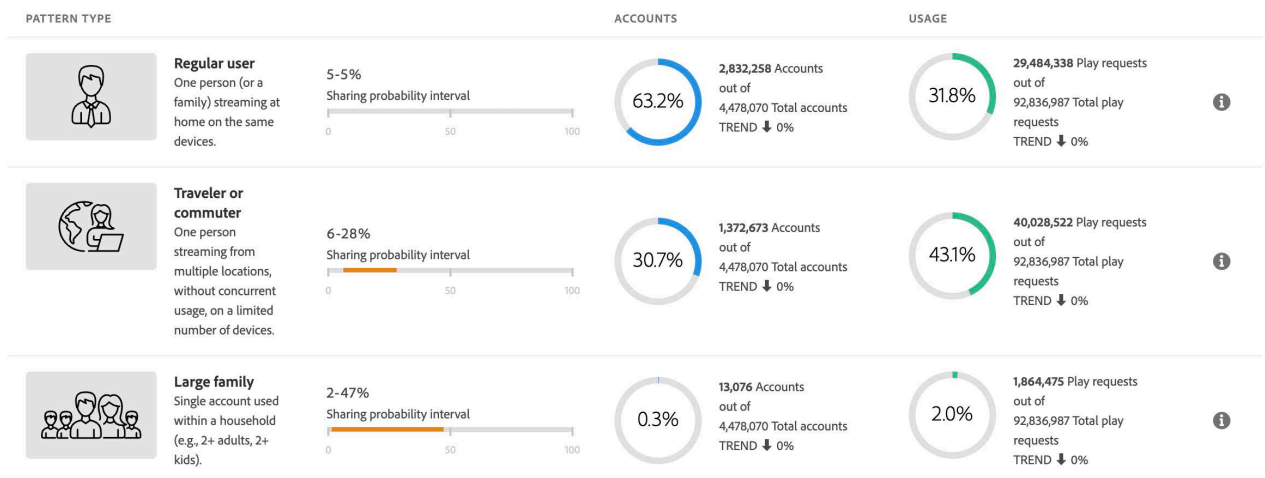 PATTERN TYPE
ACCOUNTS
USAGE
Regular user
One person (or a
family) streaming at
home on the same
devices.
5-5%
Sharing probability interval
0 50 100
63.2%
2,832,258 Accounts
out of
4,478,070 Total accounts
TREND 0%
31.8%
29,484,338 Play requests
out of
92,836,987 Total play
requests
TREND 0%
Traveler or
commuter
One person
streaming from
multiple locations,
without concurrent
usage, on a limited
number of devices.
6-28%
Sharing probability interval
0 50 100
30.7%
1,372,673 Accounts
out of
4,478,070 Total accounts
TREND 0%
43.1%
40,028,522 Play requests
out of
92,836,987 Total play
requests
TREND 0%
Large family
Single account used
within a household
(e.g., 2+ adults, 2+
kids).
2-47%
Sharing probability interval
0 50 100
0.3%
13,076 Accounts
out of
4,478,070 Total accounts
TREND 0%
2.0%
1,864,475 Play requests
out of
92,836,987 Total play
requests
TREND 0%